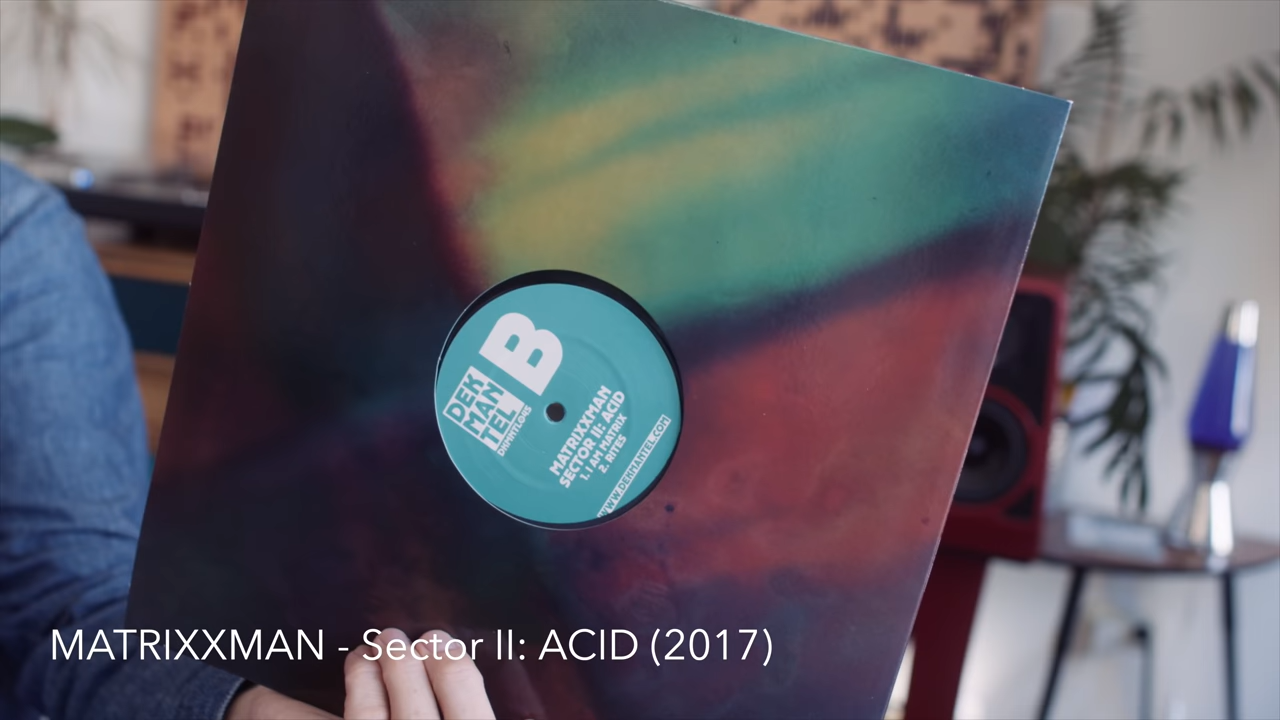 B
DEK
MAN
TEL
DKMNTL045
MATRIXXMAN
SECTOR II: ACID
1. I AM MATRIX
2. RITES
WWW.DEKMANTEL.COM
MATRIXXMAN - Sector II: ACID (2017)